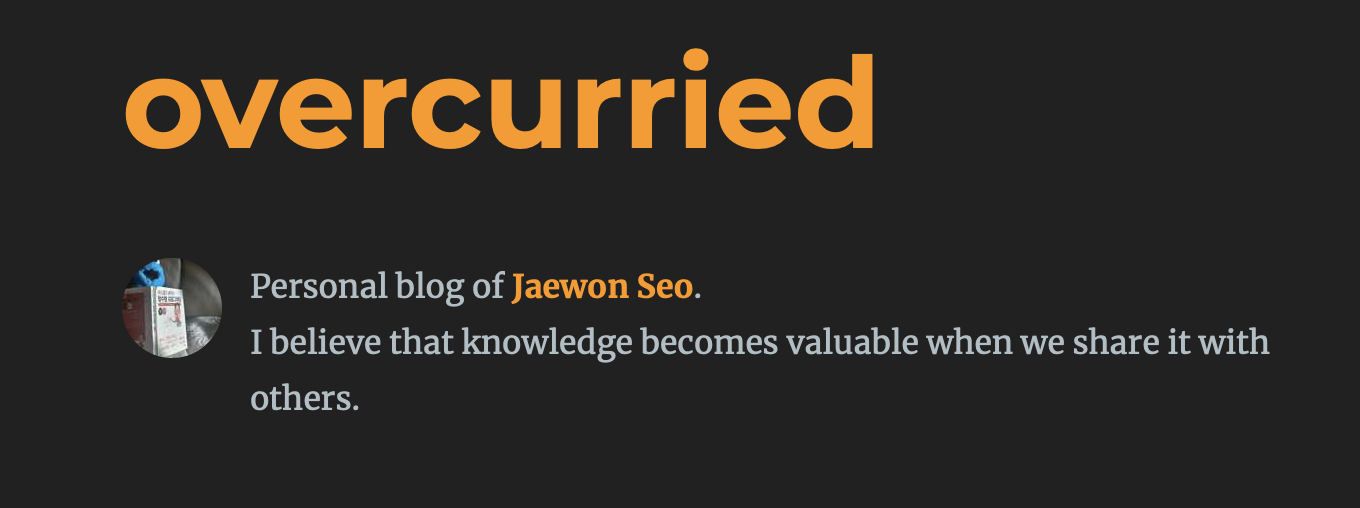 overcurried
Personal blog of Jaewon Seo.
I believe that knowledge becomes valuable when we share it with
others.